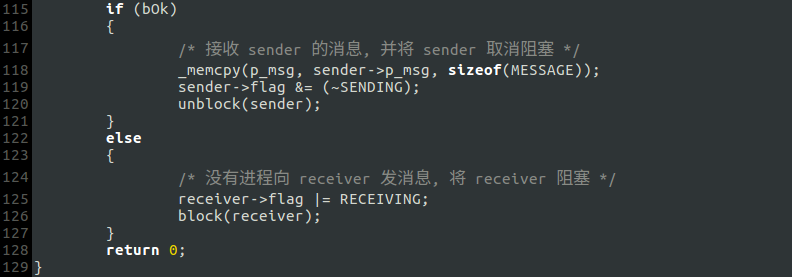 115 if (bOk)
116 {
117 /* 接收 sender 的消息, 并将 sender 取消阻塞 */
118 _memcpy(p_msg, sender->p_msg, sizeof(MESSAGE));
119 sender->flag &= (~SENDING);
120 unblock(sender);
121 }
122 else
123 {
124 /* 没有进程向 receiver 发消息, 将 receiver 阻塞 */
125 receiver->flag |= RECEIVING;
126 block(receiver);
127 }
128 return 0;
129 }